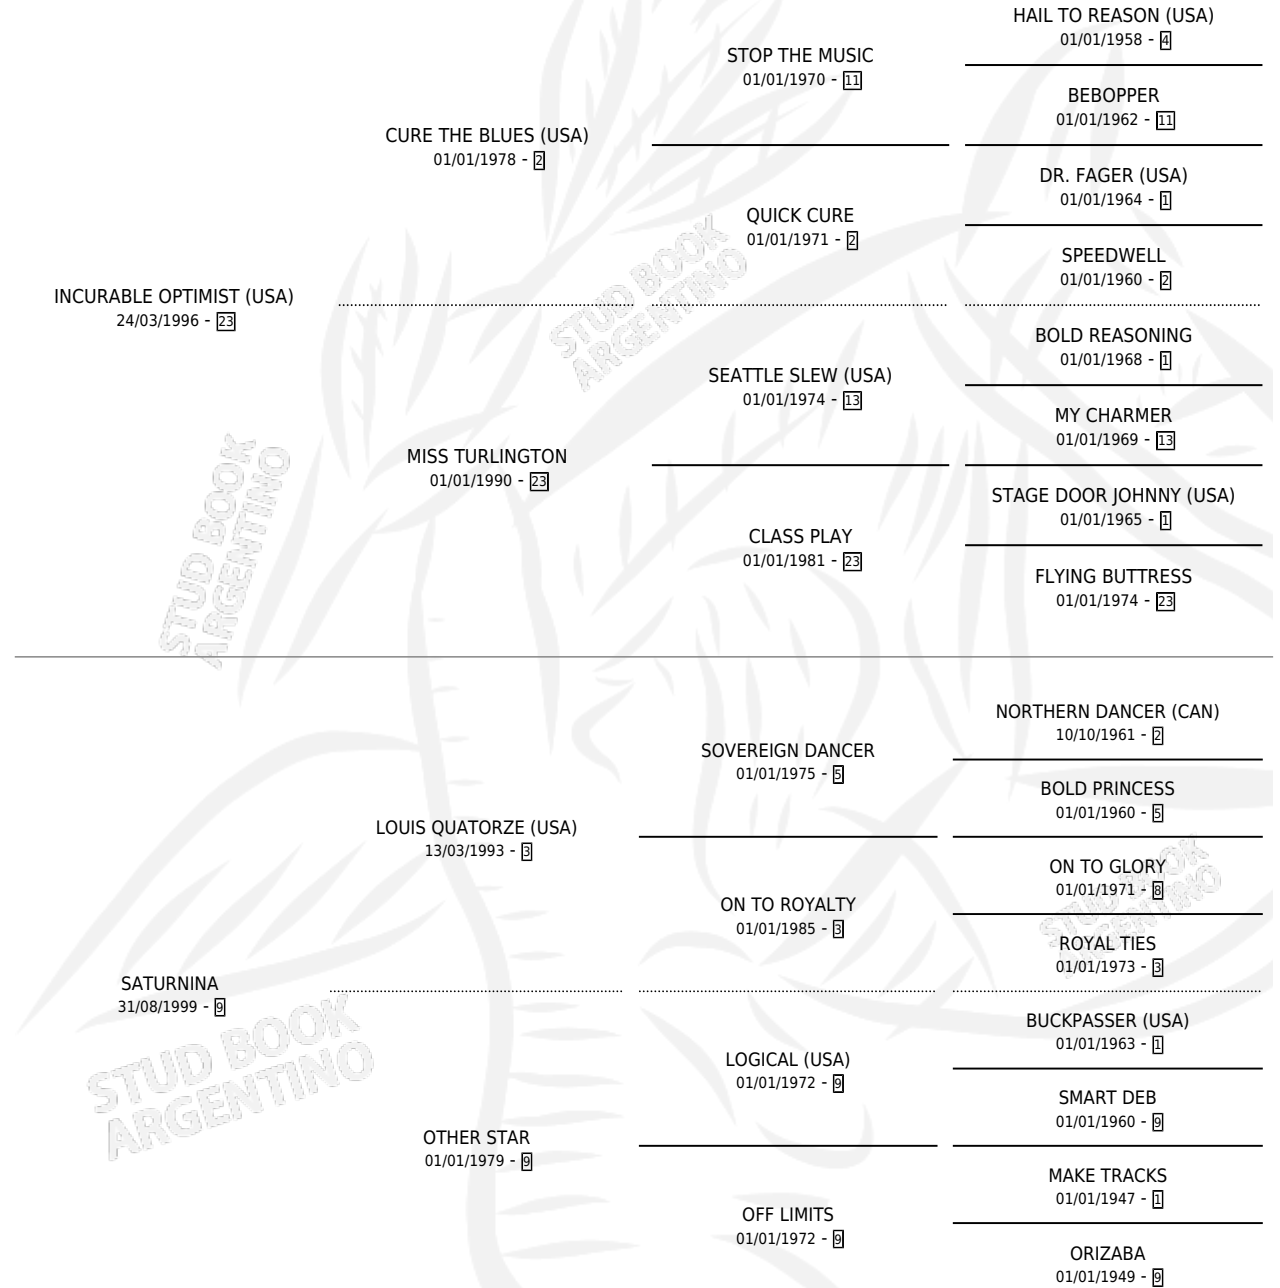 HAIL TO REASON (USA)
01/01/1958 - 4
STOP THE MUSIC
01/01/1970 - 11
BEBOPPER
01/01/1962 - 11
CURE THE BLUES (USA)
01/01/1978 - 2
DR. FAGER (USA)
01/01/1964 - 1
QUICK CURE
01/01/1971 - 2
SPEEDWELL
01/01/1960 - 2
INCURABLE OPTIMIST (USA)
24/03/1996 - 23
BOLD REASONING
01/01/1968 - 1
SEATTLE SLEW (USA)
01/01/1974 - 13
MY CHARMER
01/01/1969 - 13
MISS TURLINGTON
01/01/1990 - 23
STAGE DOOR JOHNNY (USA)
01/01/1965 - 1
CLASS PLAY
01/01/1981 - 23
FLYING BUTTRESS
01/01/1974 - 23
NORTHERN DANCER (CAN)
10/10/1961 - 2
SOVEREIGN DANCER
01/01/1975 - 5
BOLD PRINCESS
01/01/1960 - 5
LOUIS QUATORZE (USA)
13/03/1993 - 3
ON TO GLORY
01/01/1971 - 8
ON TO ROYALTY
01/01/1985 - 3
ROYAL TIES
01/01/1973 - 3
SATURNINA
31/08/1999 - 9
BUCKPASSER (USA)
01/01/1963 - 1
LOGICAL (USA)
01/01/1972 - 9
SMART DEB
01/01/1960 - 9
OTHER STAR
01/01/1979 - 9
MAKE TRACKS
01/01/1947 - 1
OFF LIMITS
01/01/1972 - 9
ORIZABA
01/01/1949 - 9
STUD BOOK
ARGENTINO
STUD BOOK
ARGENTINO
STUD BOOK
ARGENTINO
STUD BOOK
ARGENTINO